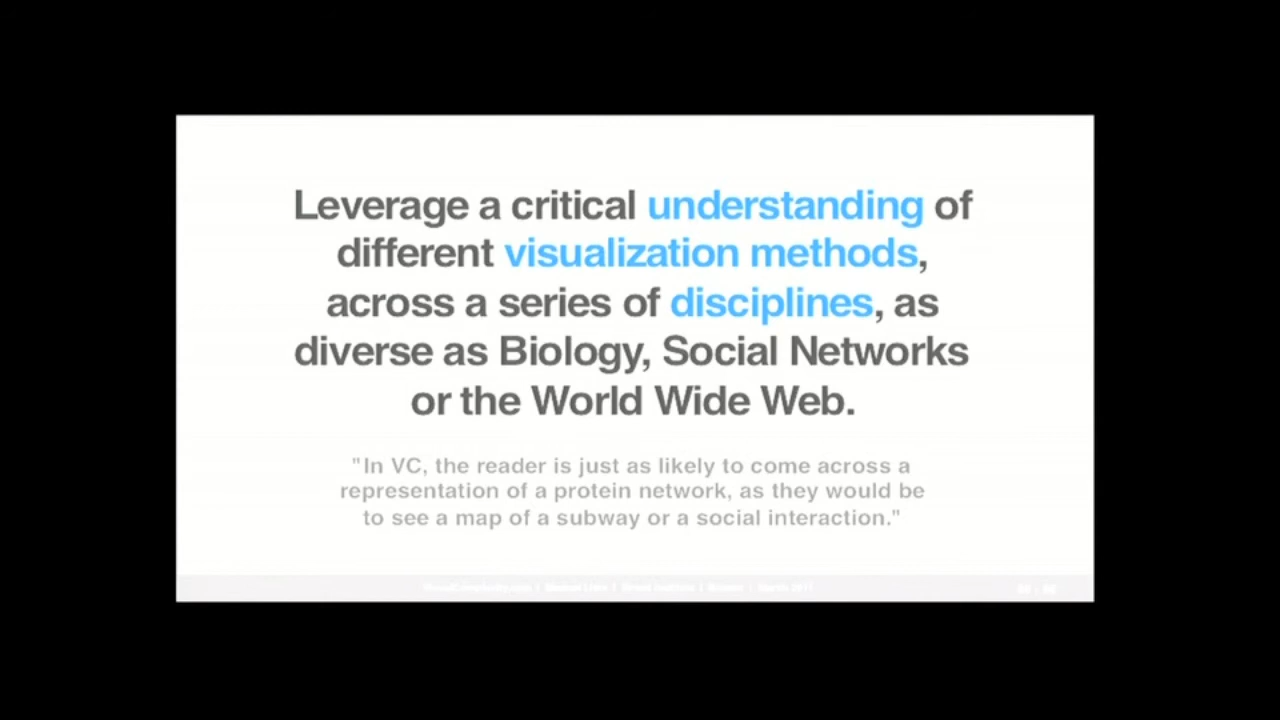 Leverage a critical understanding of
different visualization methods,
across a series of disciplines, as
diverse as Biology, Social Networks
or the World Wide Web.
"In VC, the reader is just as likely to come across a
representation of a protein network, as they would be
to see a map of a subway or a social interaction."